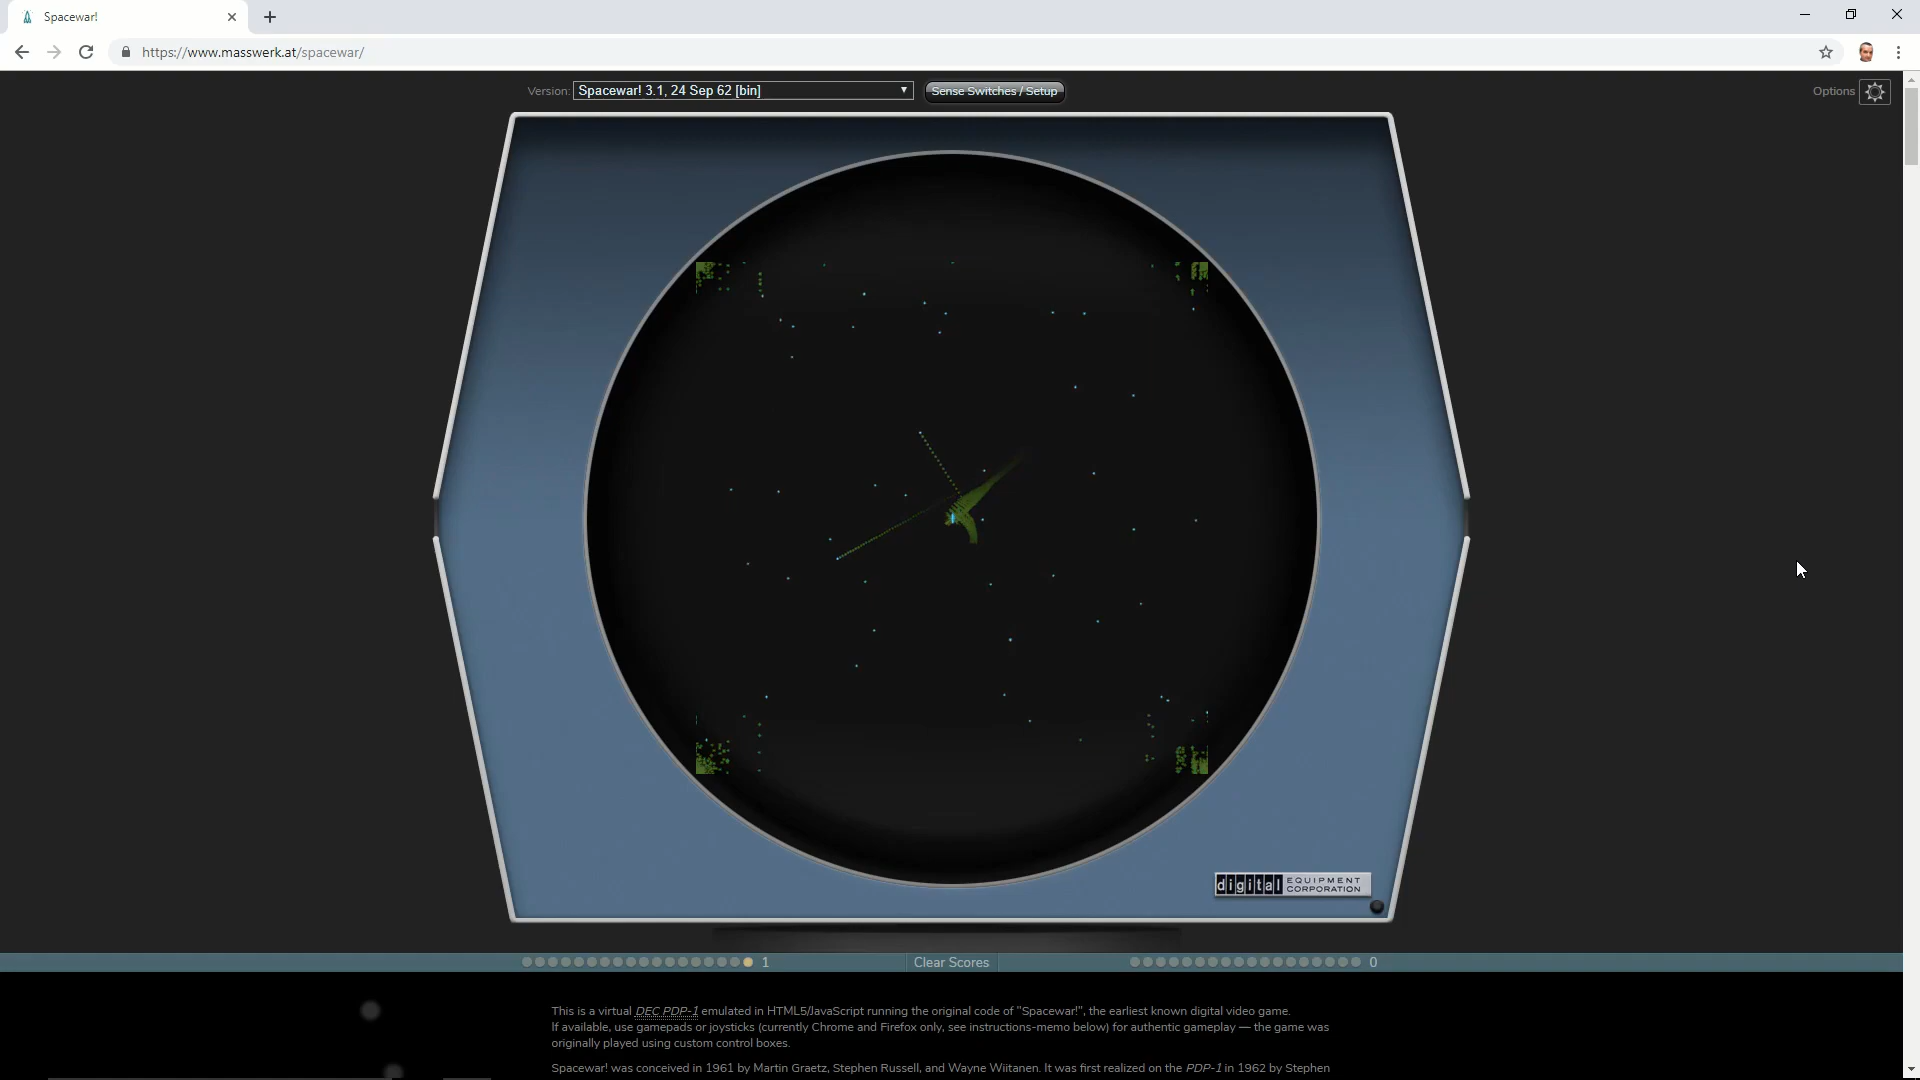 Spacewar!
https://www.masswerk.at/spacewar/
Version: Spacewar! 3.1, 24 Sep 62 [bin] Sense Switches / Setup Options
digital EQUIPMENT
CORPORATION
1 Clear Scores 0
This is a virtual DEC PDP-1 emulated in HTML5/JavaScript running the original code of "Spacewar!", the earliest known digital video game.
If available, use gamepads or joysticks (currently Chrome and Firefox only, see instructions-memo below) for authentic gameplay — the game was
originally played using custom control boxes.
Spacewar! was conceived in 1961 by Martin Graetz, Stephen Russell, and Wayne Wiitanen. It was first realized on the PDP-1 in 1962 by Stephen